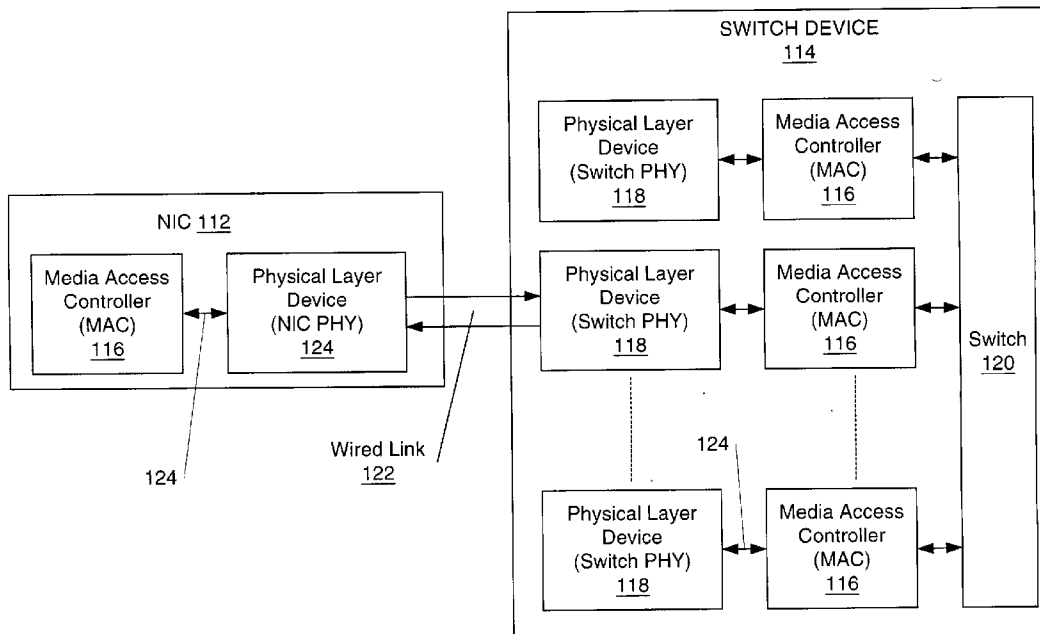 SWITCH DEVICE
114
Physical Layer
Device
(Switch PHY)
118
Media Access
Controller
(MAC)
116
NIC 112
Media Access
Controller
(MAC)
116
Physical Layer
Device
(NIC PHY)
124
Physical Layer
Device
(Switch PHY)
118
Media Access
Controller
(MAC)
116
Switch
120
124
Wired Link
122
124
Physical Layer
Device
(Switch PHY)
118
Media Access
Controller
(MAC)
116